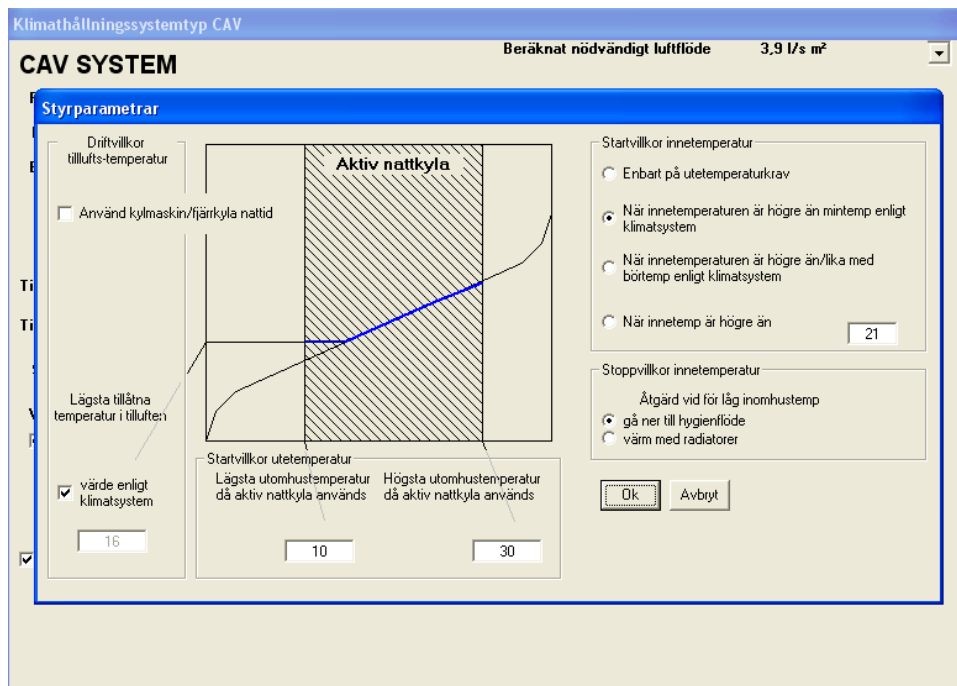 Klimathållningssystemtyp CAV
Beräknat nödvändigt luftflöde 3,9 l/s m²
CAV SYSTEM
Styrparametrar
Driftvillkor
tilllufts-temperatur
Använd kylmaskin/fjärrkyla nattid
Aktiv nattkyla
Startvillkor innetemperatur
Enbart på utetemperaturkrav
När innetemperaturen är högre än mintemp enligt
klimatsystem
När innetemperaturen är högre än/lika med
börtemp enligt klimatsystem
När innetemp är högre än
21
Ti
Ti
Lägsta tillåtna
temperatur i tilluften
värde enligt
klimatsystem
16
Startvillkor utetemperatur
Lägsta utomhustemperatur
då aktiv nattkyla används
10
Högsta utomhustemperatur
då aktiv nattkyla används
30
Stoppvillkor innetemperatur
Åtgärd vid för låg inomhustemp
gå ner till hygienflöde
värm med radiatorer
Ok
Avbryt